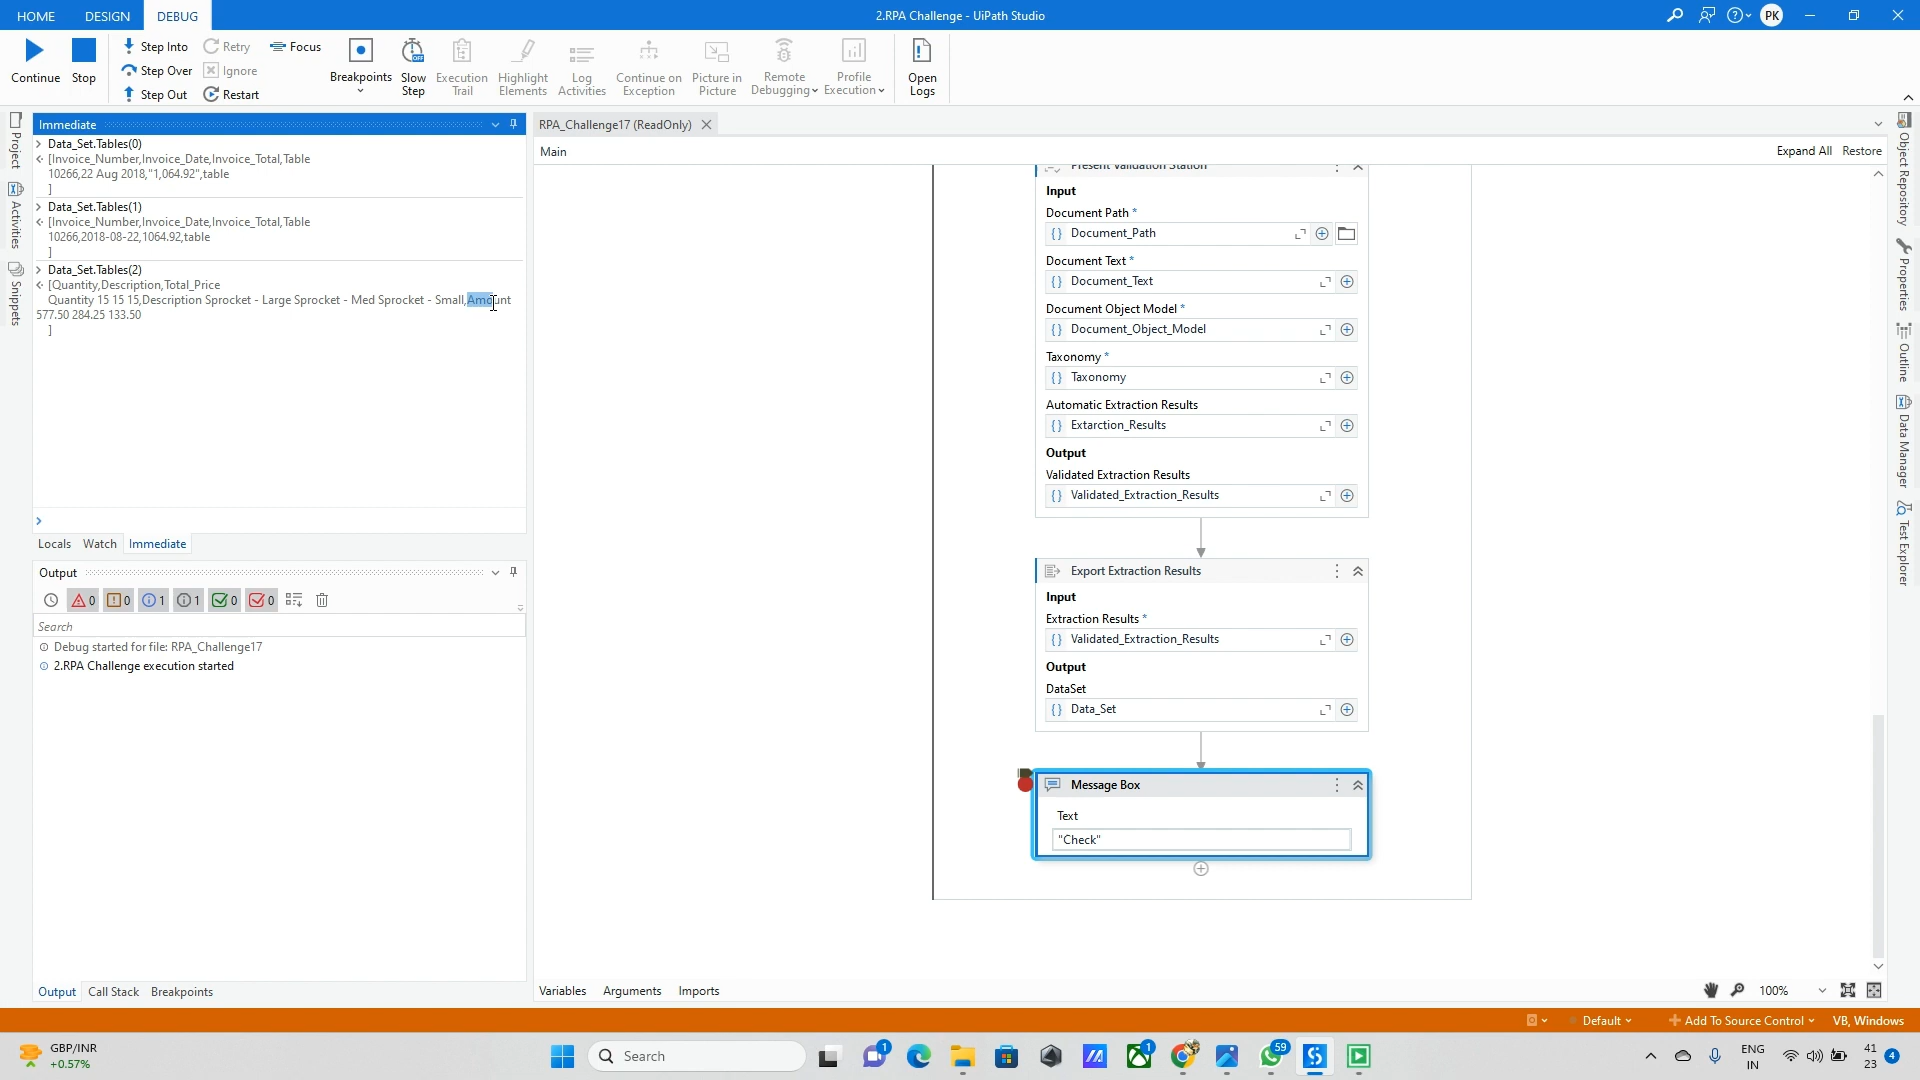 HOME DESIGN DEBUG
2.RPA Challenge - UiPath Studio
PK
Continue
Stop
Step Into
Step Over
Step Out
Retry
Ignore
Restart
Focus
Breakpoints
Slow
Step
Execution
Trail
Highlight
Elements
Log
Activities
Continue on
Exception
Picture in
Picture
Remote
Debugging
Profile
Execution
Open
Logs
Project
Activities
Snippets
Immediate
Data_Set.Tables(0)
[Invoice_Number,Invoice_Date,Invoice_Total,Table
10266,22 Aug 2018,"1,064.92",table
]
Data_Set.Tables(1)
[Invoice_Number,Invoice_Date,Invoice_Total,Table
10266,2018-08-22,1064.92,table
]
Data_Set.Tables(2)
[Quantity,Description,Total_Price
Quantity 15 15 15,Description Sprocket - Large Sprocket - Med Sprocket - Small,Amount
577.50 284.25 133.50
]
Locals Watch Immediate
Output
0 0 1 1 0 0
Search
Debug started for file: RPA_Challenge17
2.RPA Challenge execution started
Output Call Stack Breakpoints
RPA_Challenge17 (ReadOnly)
Main
Expand All Restore
Present Validation Station
Input
Document Path *
Document_Path
Document Text *
Document_Text
Document Object Model *
Document_Object_Model
Taxonomy *
Taxonomy
Automatic Extraction Results
Extarction_Results
Output
Validated Extraction Results
Validated_Extraction_Results
Export Extraction Results
Input
Extraction Results *
Validated_Extraction_Results
Output
DataSet
Data_Set
Message Box
Text
"Check"
Variables Arguments Imports
100%
Object Repository
Properties
Outline
Data Manager
Test Explorer
Default
Add To Source Control
VB, Windows
GBP/INR
+0.57%
Search
1
1
59
ENG
IN
41
23
4